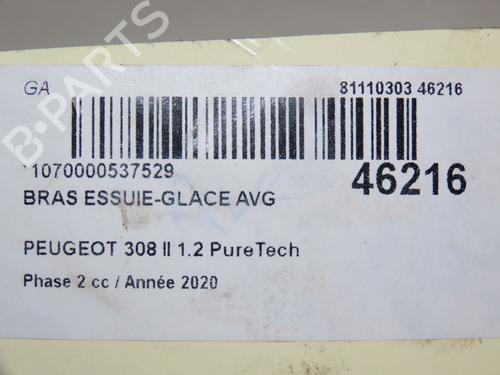 GA
81110303 46216
11070000537529
46216
BRAS ESSUIE-GLACE AVG
PEUGEOT 308 II 1.2 PureTech
Phase 2 cc / Année 2020
B-PARTS